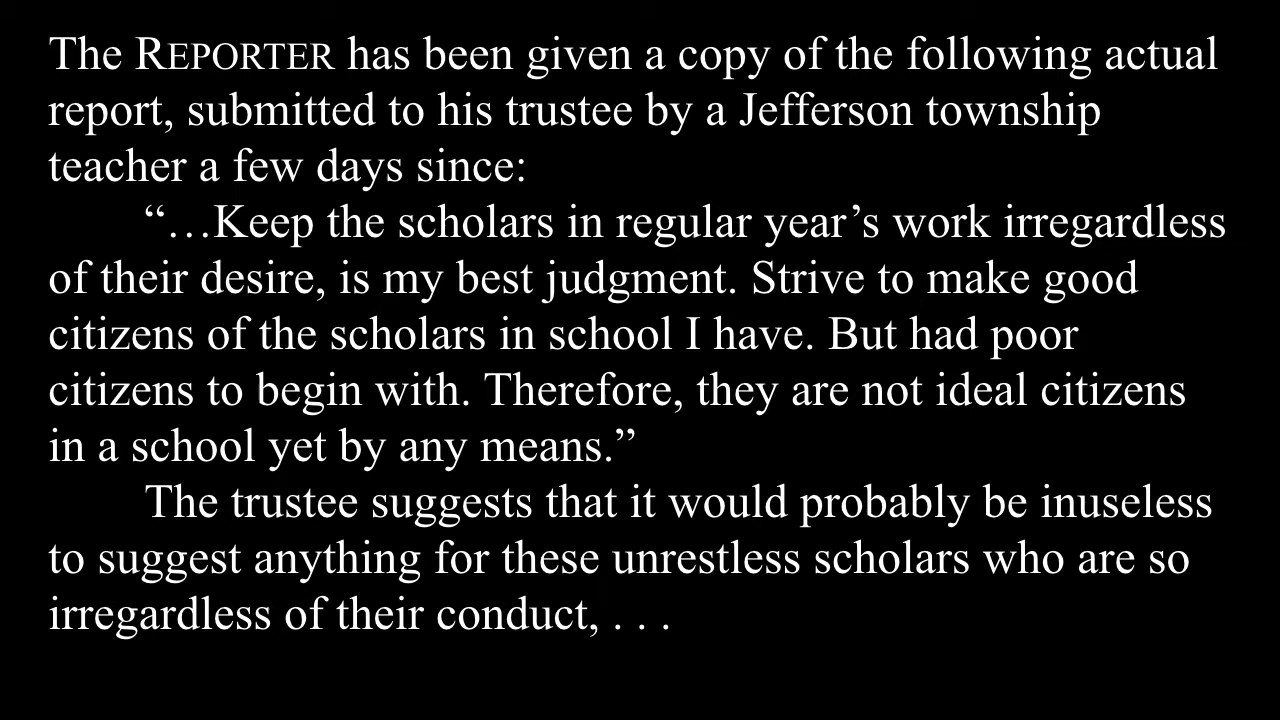 The REPORTER has been given a copy of the following actual
report, submitted to his trustee by a Jefferson township
teacher a few days since:
“…Keep the scholars in regular year’s work irregardless
of their desire, is my best judgment. Strive to make good
citizens of the scholars in school I have. But had poor
citizens to begin with. Therefore, they are not ideal citizens
in a school yet by any means.”
The trustee suggests that it would probably be inuseless
to suggest anything for these unrestless scholars who are so
irregardless of their conduct, . . .